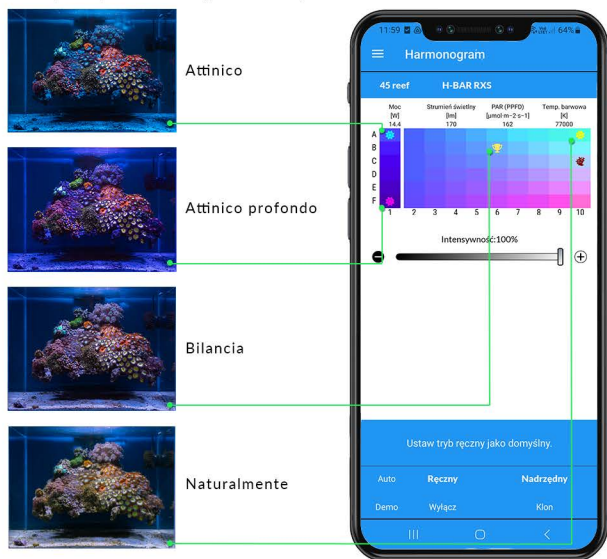 Attinico
Attinico profondo
Bilancia
Naturalmente
11:59
64%
Harmonogram
45 reef H-BAR RXS
Moc Strumień świetlny PAR (PPFD) Temp. barwowa
[W] [lm] [µmol·m-2·s-1] [K]
14.4 170 162 77000
A
B
C
D
E
F
1 2 3 4 5 6 7 8 9 10
Intensywność:100%
Ustaw tryb ręczny jako domyślny.
Auto Ręczny Nadrzędny
Demo Wyłącz Klon